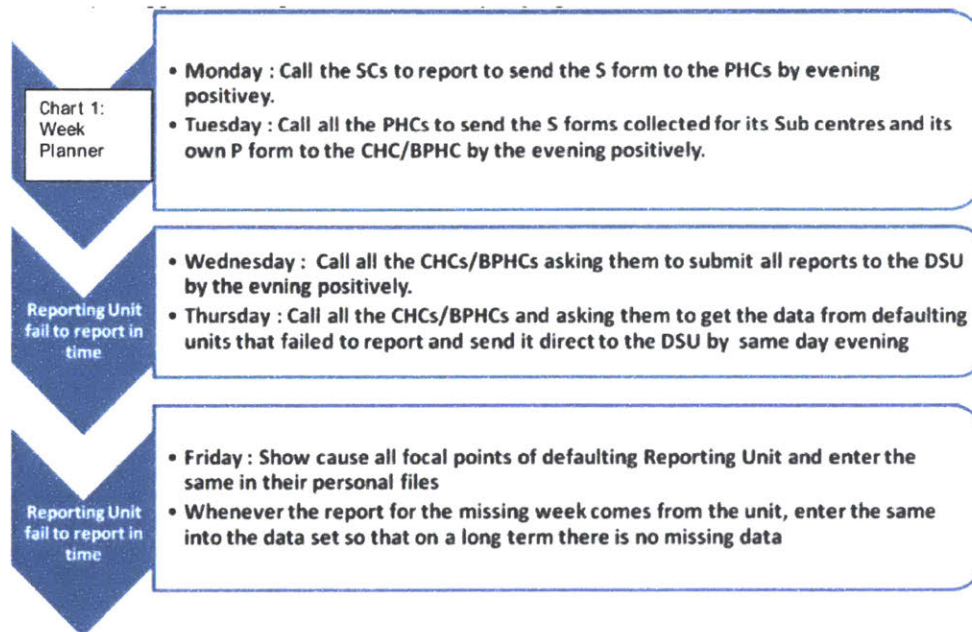 • Monday : Call the SCs to report to send the S form to the PHCs by evening
positivey.
• Tuesday : Call all the PHCs to send the S forms collected for its Sub centres and its
own P form to the CHC/BPHC by the evening positively.
Chart 1:
Week
Planner
• Wednesday : Call all the CHCs/BPHCs asking them to submit all reports to the DSU
by the evning positively.
• Thursday : Call all the CHCs/BPHCs and asking them to get the data from defaulting
units that failed to report and send it direct to the DSU by same day evening
Reporting Unit
fail to report in
time
• Friday : Show cause all focal points of defaulting Reporting Unit and enter the
same in their personal files
• Whenever the report for the missing week comes from the unit, enter the same
into the data set so that on a long term there is no missing data
Reporting Unit
fail to report in
time